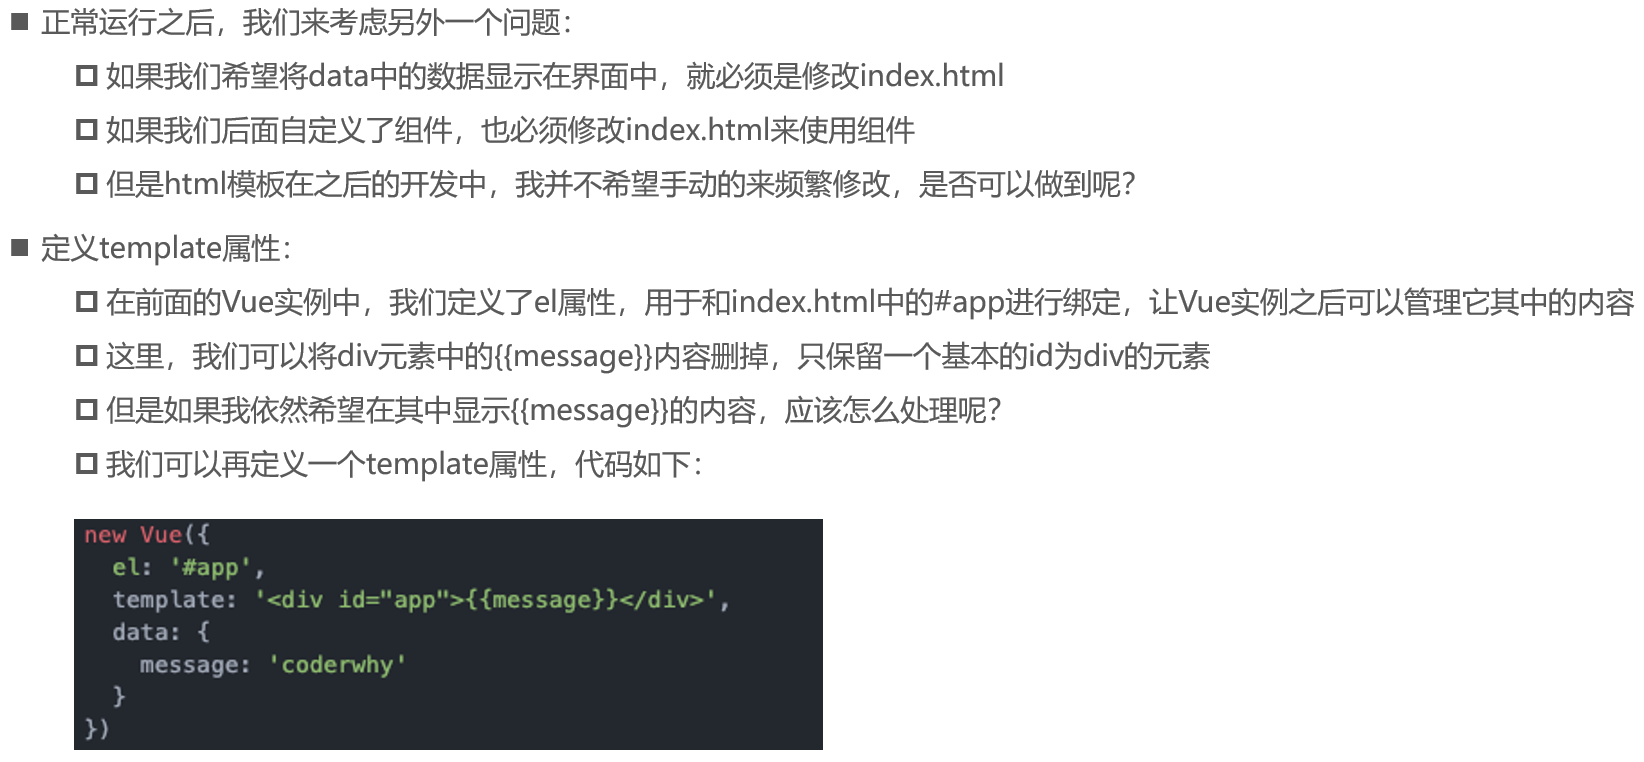 正常运行之后，我们来考虑另外一个问题：
如果我们希望将data中的数据显示在界面中，就必须是修改index.html
如果我们后面自定义了组件，也必须修改index.html来使用组件
但是html模板在之后的开发中，我并不希望手动的来频繁修改，是否可以做到呢？
定义template属性：
在前面的Vue实例中，我们定义了el属性，用于和index.html中的#app进行绑定，让Vue实例之后可以管理它其中的内容
这里，我们可以将div元素中的{{message}}内容删掉，只保留一个基本的id为div的元素
但是如果我依然希望在其中显示{{message}}的内容，应该怎么处理呢？
我们可以再定义一个template属性，代码如下：
new Vue({
  el: '#app',
  template: '<div id="app">{{message}}</div>',
  data: {
    message: 'coderwhy'
  }
})